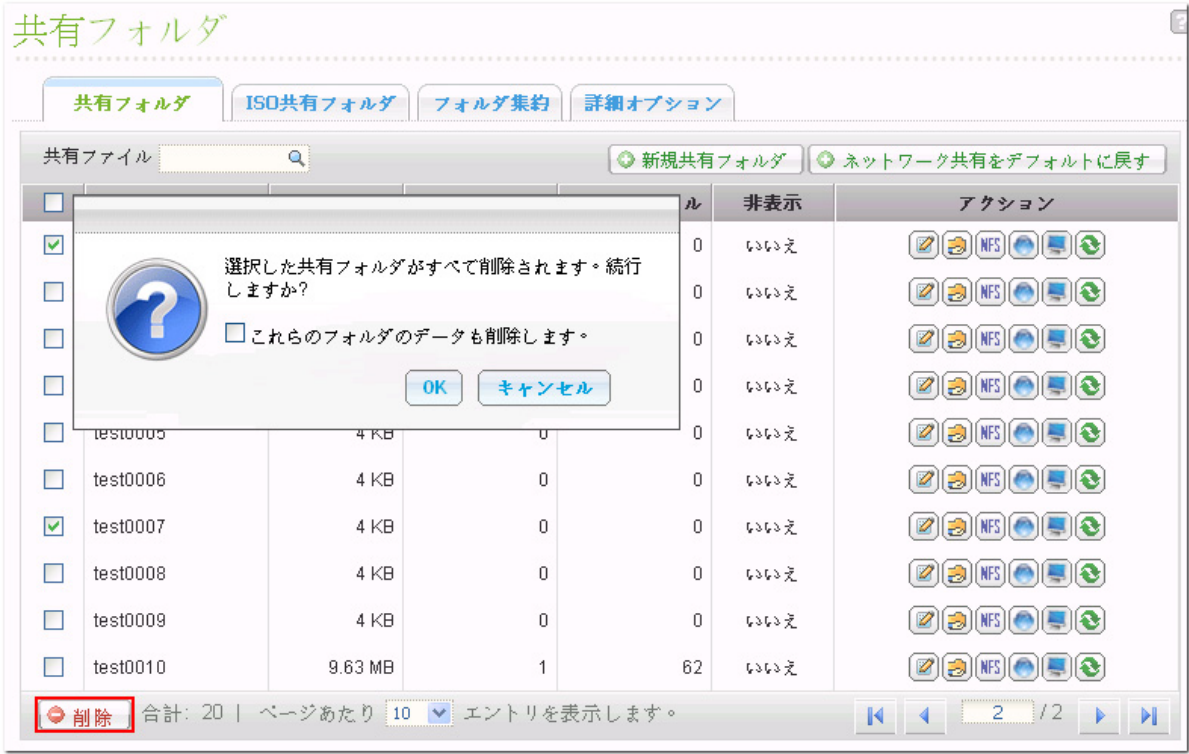 共有フォルダ
共有フォルダ ISO共有フォルダ フォルダ集約 詳細オプション
共有ファイル 新規共有フォルダ ネットワーク共有をデフォルトに戻す
ル 非表示 アクション
0 いいえ NFS
選択した共有フォルダがすべて削除されます。続行
しますか?
0 いいえ NFS
これらのフォルダのデータも削除します。
0 いいえ NFS
OK キャンセル
0 いいえ NFS
test0005 4 KB 0 0 いいえ NFS
test0006 4 KB 0 0 いいえ NFS
test0007 4 KB 0 0 いいえ NFS
test0008 4 KB 0 0 いいえ NFS
test0009 4 KB 0 0 いいえ NFS
test0010 9.63 MB 1 62 いいえ NFS
削除 合計: 20 | ページあたり 10 エントリを表示します。 2 /2